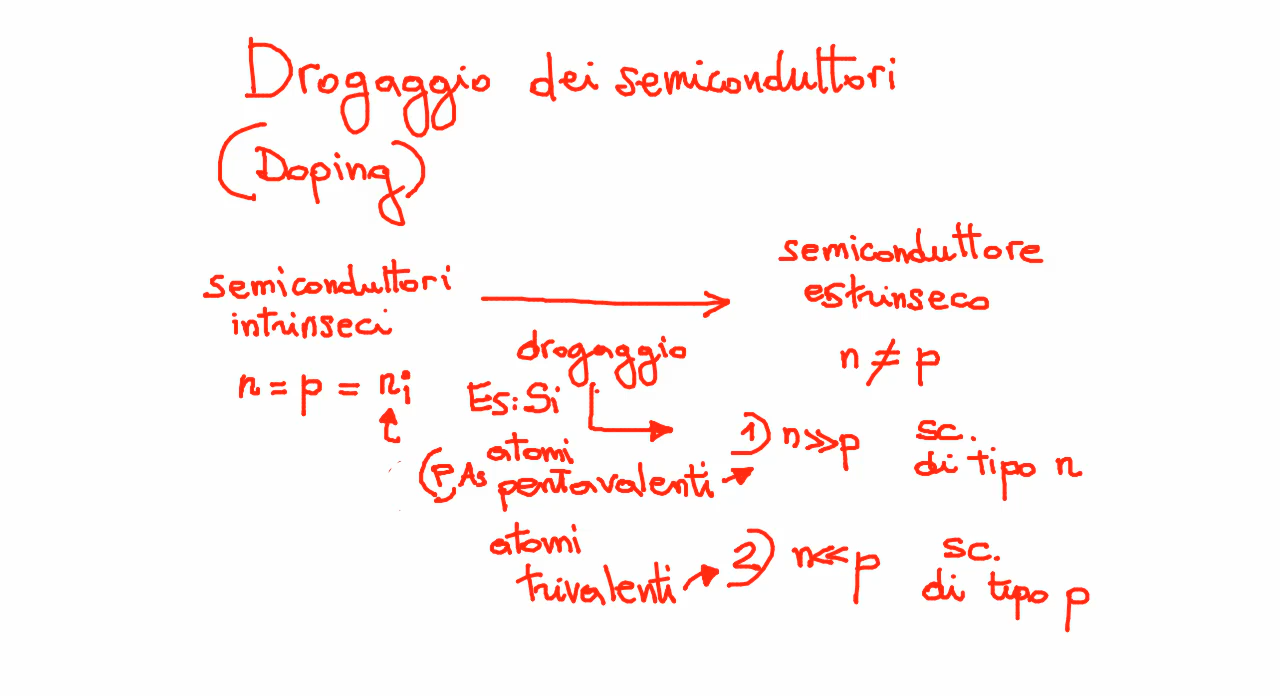 Drogaggio dei semiconduttori
(Doping)
semiconduttori
intrinseci
n = p = ni
drogaggio
Es: Si
semiconduttore
estrinseco
n ≠ p
1) n >> p sc.
di tipo n
(P As atomi
pentavalenti
atomi
trivalenti
2) n << p sc.
di tipo p